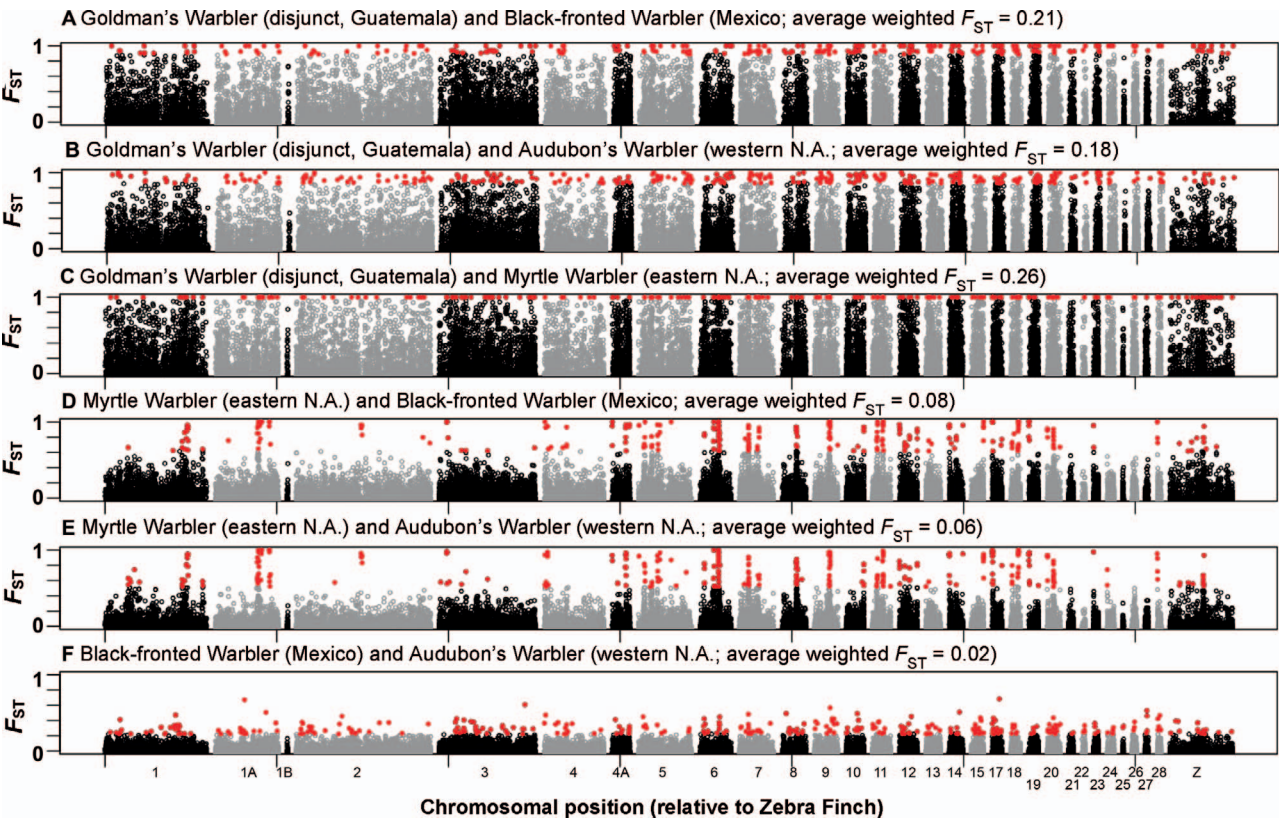 A Goldman's Warbler (disjunct, Guatemala) and Black-fronted Warbler (Mexico; average weighted FST = 0.21)
1
FST
0
B Goldman's Warbler (disjunct, Guatemala) and Audubon's Warbler (western N.A.; average weighted FST = 0.18)
1
FST
0
C Goldman's Warbler (disjunct, Guatemala) and Myrtle Warbler (eastern N.A.; average weighted FST = 0.26)
1
FST
0
D Myrtle Warbler (eastern N.A.) and Black-fronted Warbler (Mexico; average weighted FST = 0.08)
1
FST
0
E Myrtle Warbler (eastern N.A.) and Audubon's Warbler (western N.A.; average weighted FST = 0.06)
1
FST
0
F Black-fronted Warbler (Mexico) and Audubon's Warbler (western N.A.; average weighted FST = 0.02)
1
FST
0
1 1A 1B 2 3 4 4A 5 6 7 8 9 10 11 12 13 14 15 17 18 20 22 24 26 28 Z
19 21 23 25 27
Chromosomal position (relative to Zebra Finch)